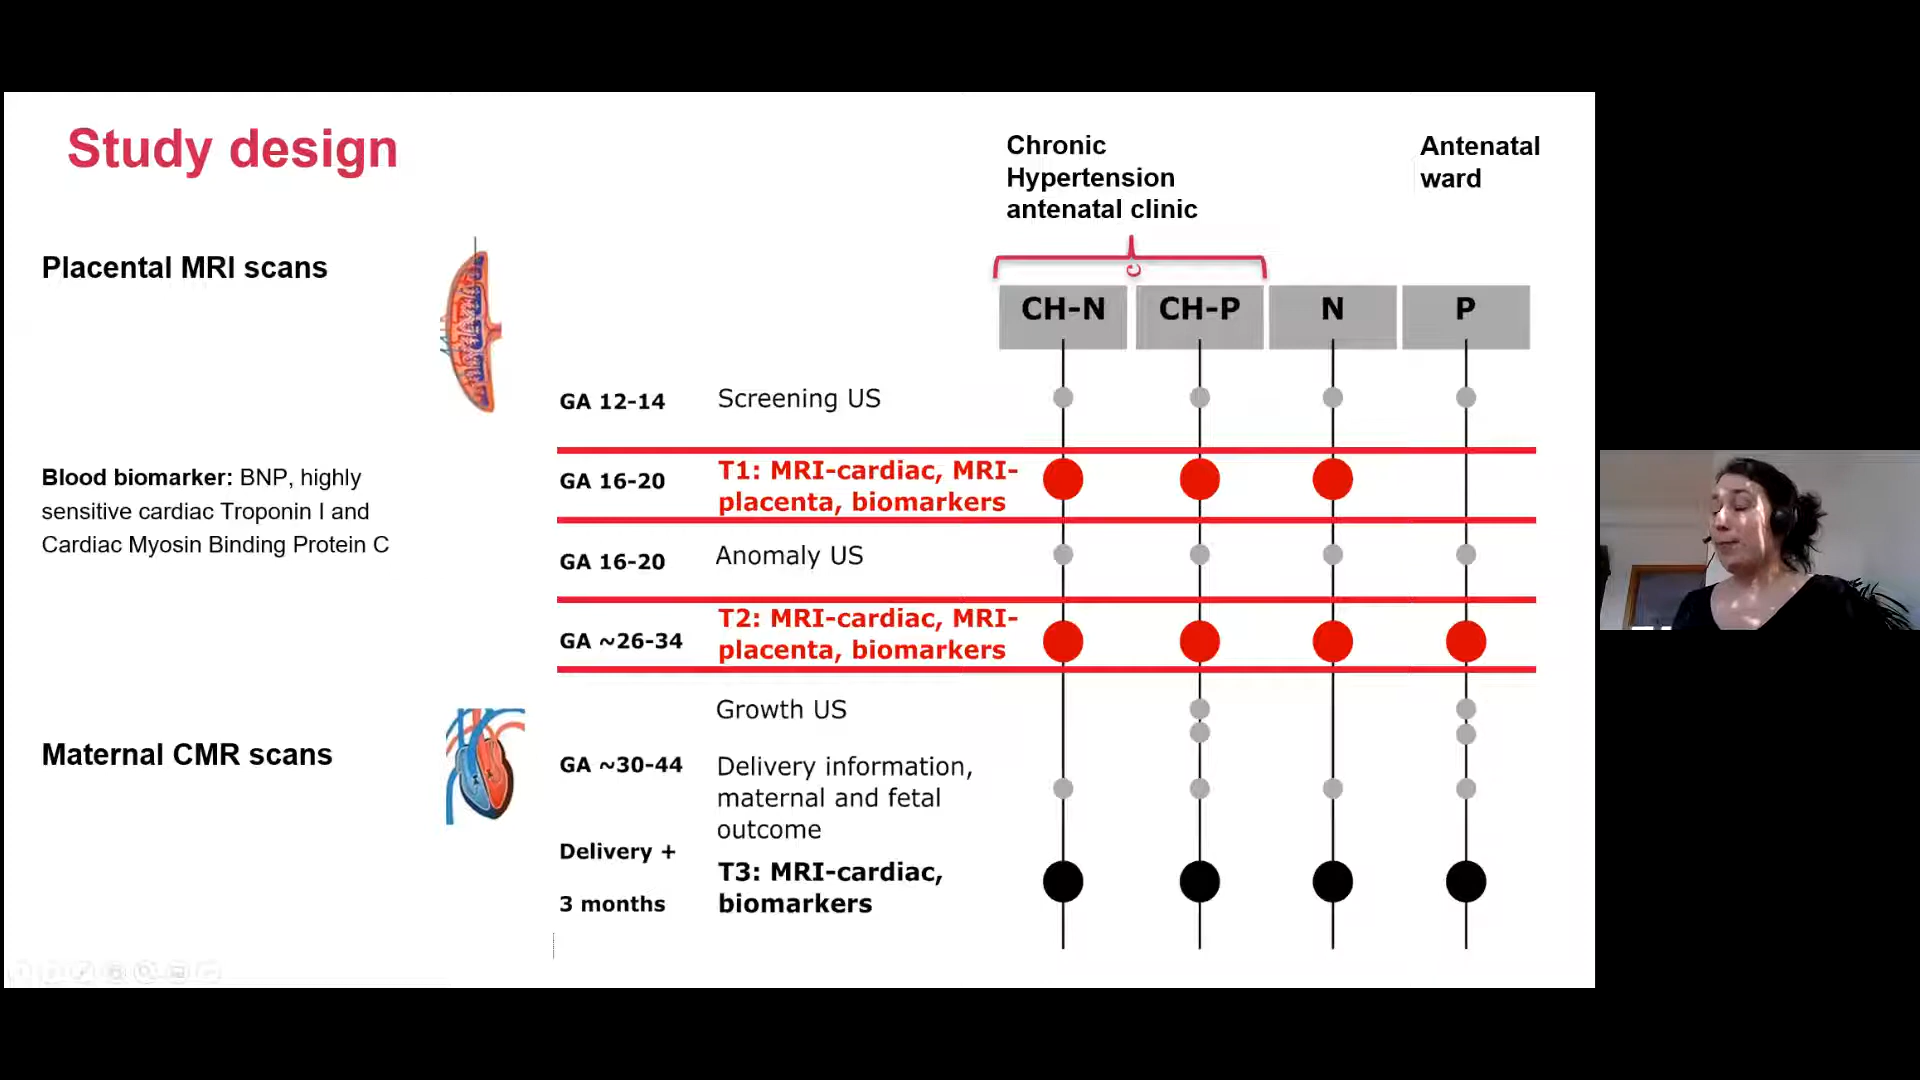 Study design
Chronic
Hypertension
antenatal clinic
Antenatal
ward
Placental MRI scans
CH-N
CH-P
N
P
GA 12-14
Screening US
Blood biomarker: BNP, highly
sensitive cardiac Troponin I and
Cardiac Myosin Binding Protein C
GA 16-20
T1: MRI-cardiac, MRI-
placenta, biomarkers
GA 16-20
Anomaly US
GA ~26-34
T2: MRI-cardiac, MRI-
placenta, biomarkers
Growth US
Maternal CMR scans
GA ~30-44
Delivery information,
maternal and fetal
outcome
Delivery +
3 months
T3: MRI-cardiac,
biomarkers